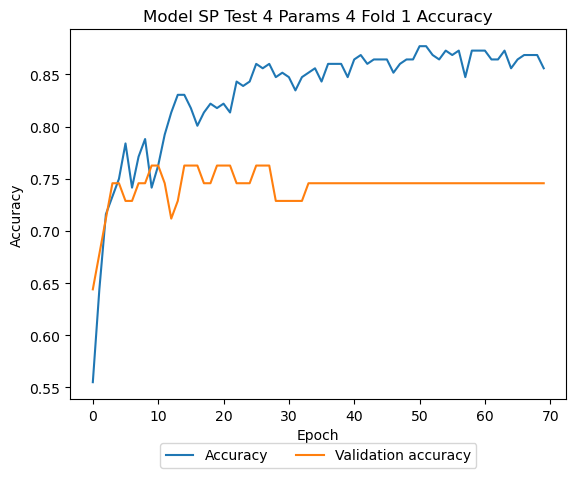 Model SP Test 4 Params 4 Fold 1 Accuracy
Accuracy
0.85
0.80
0.75
0.70
0.65
0.60
0.55
0 10 20 30 40 50 60 70
Epoch
Accuracy Validation accuracy